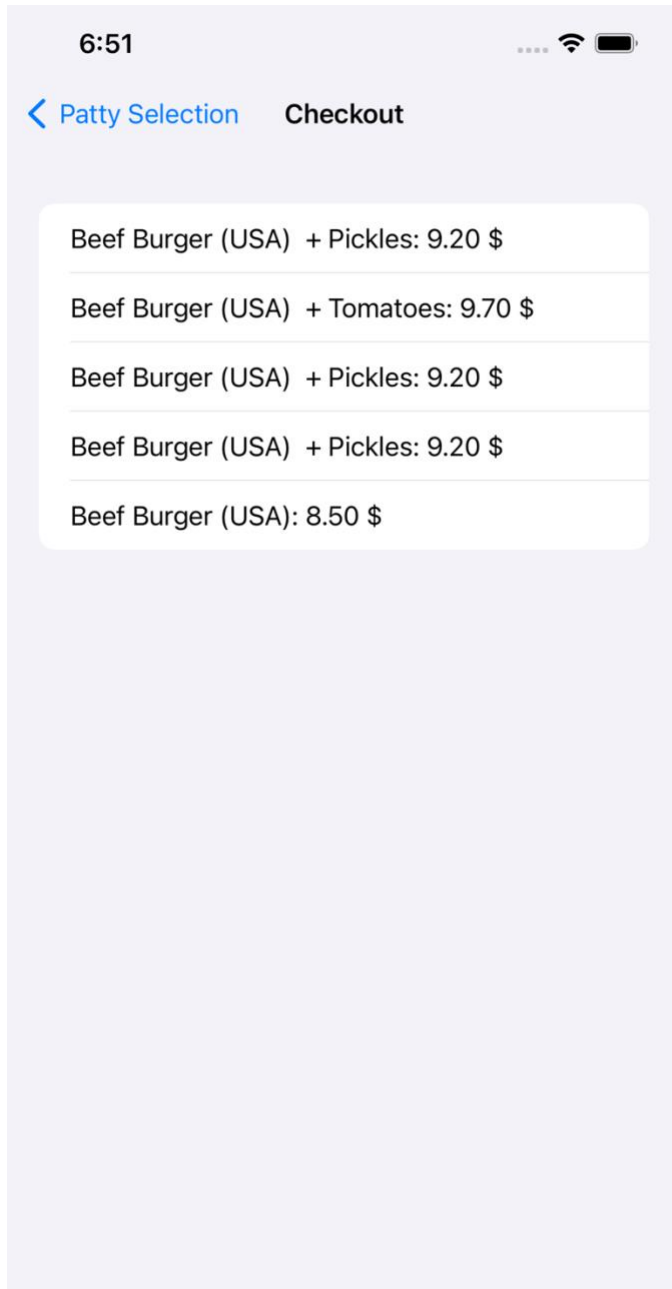 6:51
Patty Selection Checkout
Beef Burger (USA)  + Pickles: 9.20 $
Beef Burger (USA)  + Tomatoes: 9.70 $
Beef Burger (USA)  + Pickles: 9.20 $
Beef Burger (USA)  + Pickles: 9.20 $
Beef Burger (USA): 8.50 $